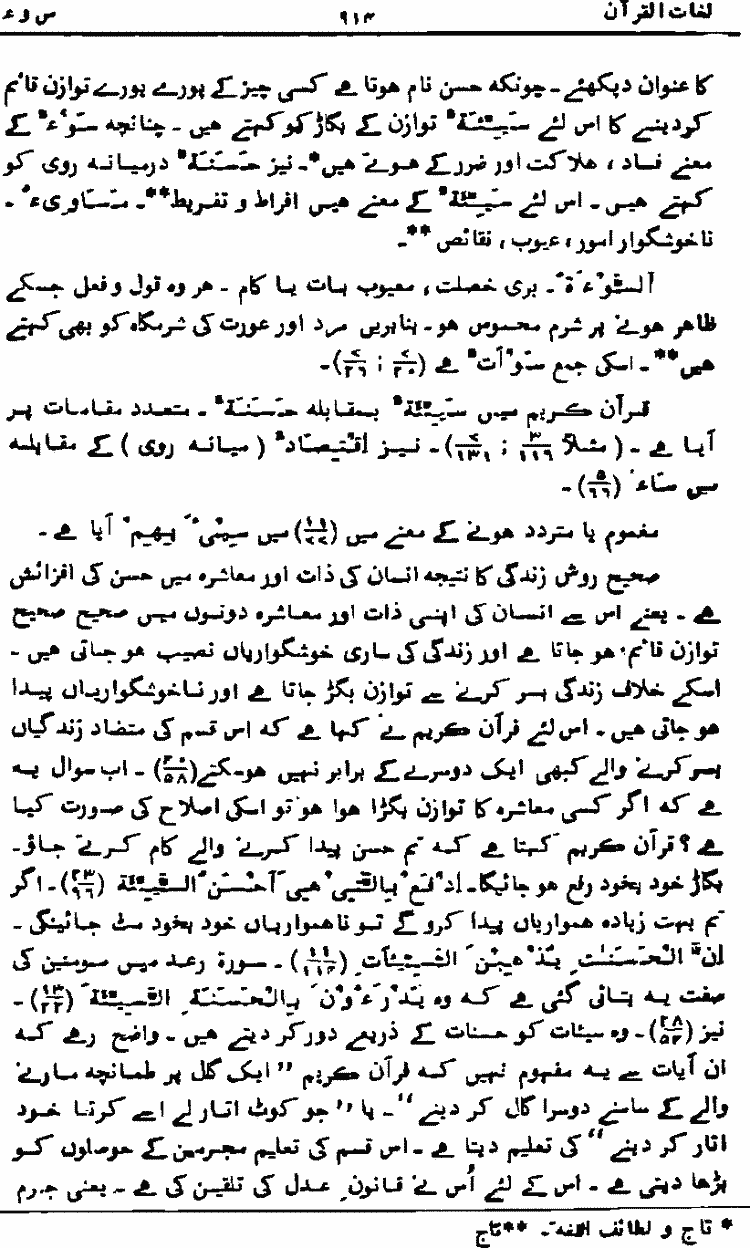 لغات القرآن ۹۱۳ س و ء
کا عنوان دیکھئے ۔ چونکہ حسن نام ہوتا ہے کسی چیز کے پورے پورے توازن قائم
کردینے کا اس لئے سَیِّئَۃٌ توازن کے بگاڑ کو کہتے ہیں ۔ چنانچہ سَوْءٌ کے
معنے فساد ، ہلاکت اور ضرر کے ہوتے ہیں*۔ نیز حَسَنَۃٌ درمیانہ روی کو
کہتے ہیں ۔ اس لئے سَیِّئَۃٌ کے معنے ہیں افراط و تفریط**۔ مَسَاوِیءُ ۔
ناخوشگوار امور ، عیوب ، نقائص **۔
اَلسَّوْءَۃُ ۔ بری خصلت ، معیوب بات یا کام ۔ ہر وہ قول و فعل جسکے
ظاہر ہونے پر شرم محسوس ہو ۔ بنابریں مرد اور عورت کی شرمگاہ کو بھی کہتے
ہیں** ۔ اسکی جمع سَوْآتٌ ہے (۷/۲۰ ; ۷/۲۶)۔
قرآن کریم میں سَیِّئَۃٌ بمقابلہ حَسَنَۃٌ ۔ متعدد مقامات پر
آیا ہے ۔ (مثلاً ۳/۱۱۹ ; ۷/۱۳۱)۔ نیز اِقْتِصَادٌ (میانہ روی) کے مقابلہ
میں سَاءَ (۵/۶۶) ۔
مغموم یا متردد ہونے کے معنے میں (۱۱/۷۷) میں سِیْٓءَ بِهِمْ آیا ہے ۔
صحیح روش زندگی کا نتیجہ انسان کی ذات اور معاشرہ میں حسن کی افزائش
ہے ۔ یعنے اس سے انسان کی اپنی ذات اور معاشرہ دونوں میں صحیح صحیح
توازن قائم ہو جاتا ہے اور زندگی کی ساری خوشگواریاں نصیب ہو جاتی ہیں ۔
اسکے خلاف زندگی بسر کرنے سے توازن بگڑ جاتا ہے اور ناخوشگواریاں پیدا
ہو جاتی ہیں ۔ اس لئے قرآن کریم نے کہا ہے کہ اس قسم کی متضاد زندگیاں
بسر کرنے والے کبھی ایک دوسرے کے برابر نہیں ہوسکتے (۴۰/۵۸) ۔ اب سوال یہ
ہے کہ اگر کسی معاشرہ کا توازن بگڑا ہوا ہو تو اسکی اصلاح کی صورت کیا
ہے ؟ قرآن کریم کہتا ہے کہ تم حسن پیدا کرنے والے کام کرتے جاؤ۔
بگاڑ خود بخود رفع ہو جائیگا۔ اِدْفَعْ بِالَّتِیْ هِیَ اَحْسَنُ السَّیِّئَۃَ (۲۳/۹۶)۔ اگر
تم بہت زیادہ ہمواریاں پیدا کرو گے تو ناہمواریاں خود بخود مٹ جائینگی ۔
اِنَّ الْحَسَنٰتِ یُذْهِبْنَ السَّیِّئَاتِ (۱۱/۱۱۴) ۔ سورۃ رعد میں مومنین کی
صفت یہ بتائی گئی ہے کہ وہ یَدْرَءُوْنَ بِالْحَسَنَۃِ السَّیِّئَۃَ (۱۳/۲۲) ۔
نیز (۲۸/۵۴)۔ وہ سیئات کو حسنات کے ذریعے دور کر دیتے ہیں ۔ واضح رہے کہ
ان آیات سے یہ مفہوم نہیں کہ قرآن کریم ’’ ایک گال پر طمانچہ مارنے
والے کے سامنے دوسرا گال کر دینے ‘‘ ۔ یا ’’ جو کوٹ اتار لے اسے کرتا خود
اتار کر دینے ‘‘ کی تعلیم دیتا ہے ۔ اس قسم کی تعلیم مجرمین کے حوصلوں کو
بڑھا دیتی ہے ۔ اس کے لئے اُس نے قانونِ عدل کی تلقین کی ہے ۔ یعنی جرم
* تاج و لطائف اللغۃ۔ **تاج